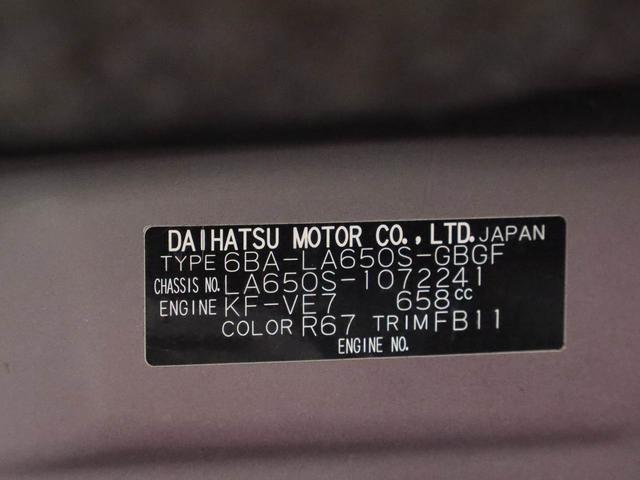 DAIHATSU MOTOR CO., LTD. JAPAN
TYPE 6BA-LA650S-GBGF
CHASSIS NO. LA650S-1072241
ENGINE KF-VE7 658cc
COLOR R67 TRIM FB11
ENGINE NO.